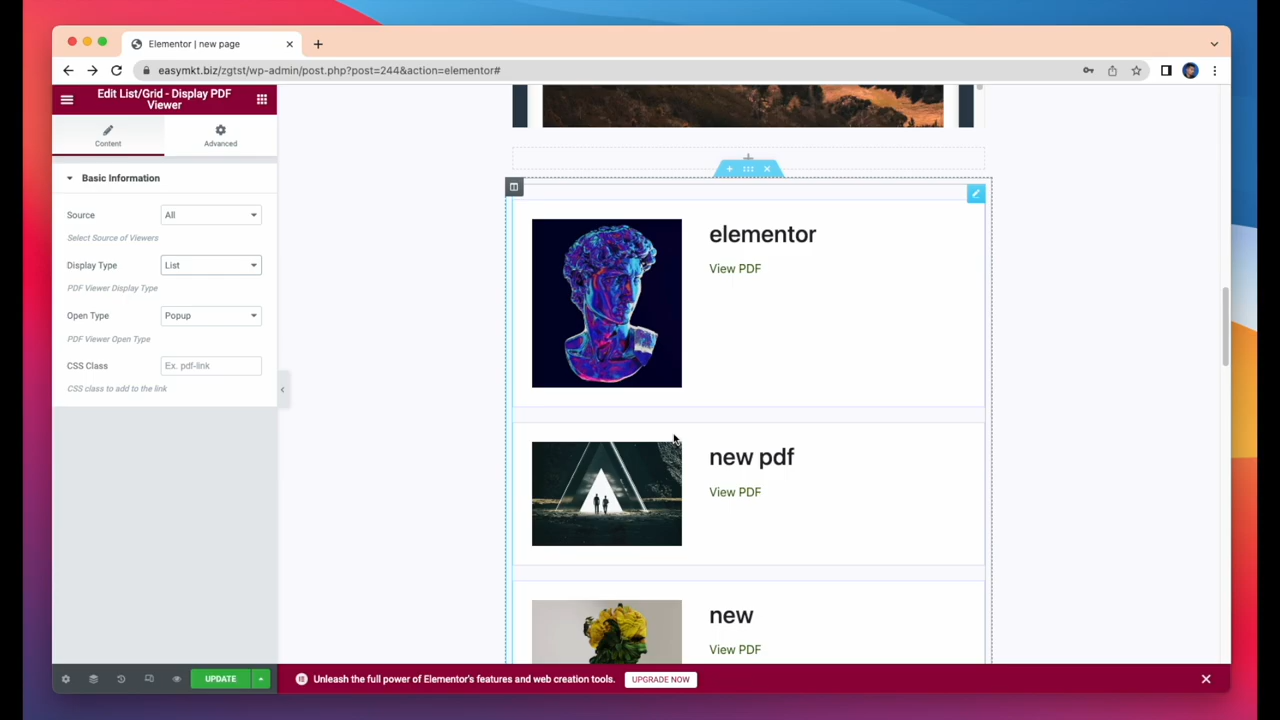 Elementor | new page
easymkt.biz/zgtst/wp-admin/post.php?post=244&action=elementor#
Edit List/Grid - Display PDF
Viewer
Content
Advanced
Basic Information
Source
All
Select Source of Viewers
Display Type
List
PDF Viewer Display Type
Open Type
Popup
PDF Viewer Open Type
CSS Class
Ex. pdf-link
CSS class to add to the link
elementor
View PDF
new pdf
View PDF
new
View PDF
UPDATE
Unleash the full power of Elementor's features and web creation tools.
UPGRADE NOW